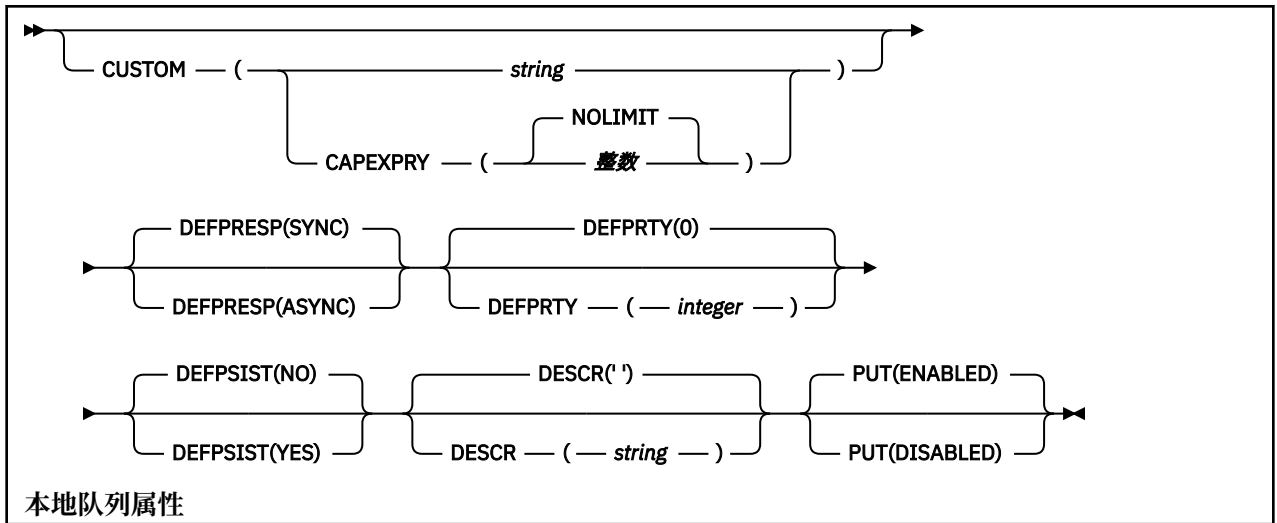 CUSTOM ( string )
NOLIMIT
CAPEXPRY ( 整数 )
DEFPRESP(SYNC) DEFPRTY(0)
DEFPRESP(ASYNC) DEFPRTY ( integer )
DEFPSIST(NO) DESCR(' ') PUT(ENABLED)
DEFPSIST(YES) DESCR ( string ) PUT(DISABLED)
本地队列属性